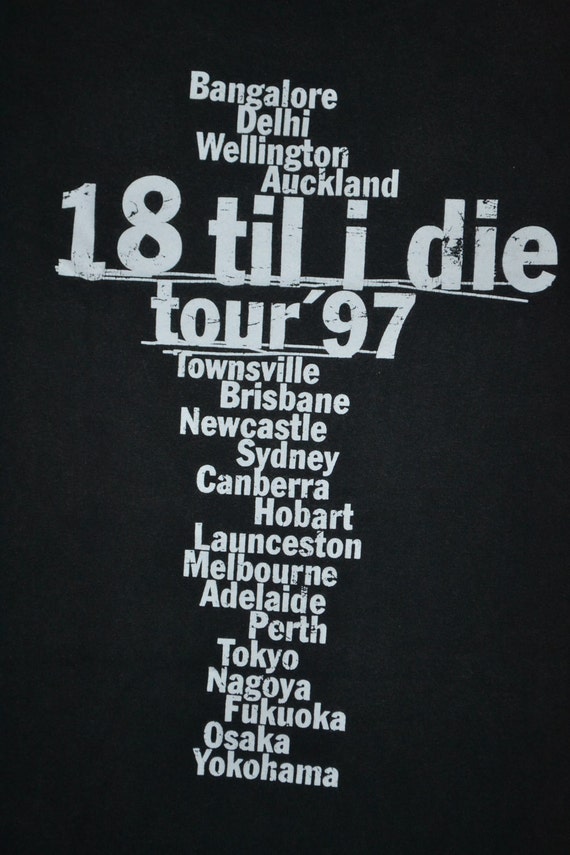 Bangalore
Delhi
Wellington
Auckland
18 til i die
tour'97
Townsville
Brisbane
Newcastle
Sydney
Canberra
Hobart
Launceston
Melbourne
Adelaide
Perth
Tokyo
Nagoya
Fukuoka
Osaka
Yokohama